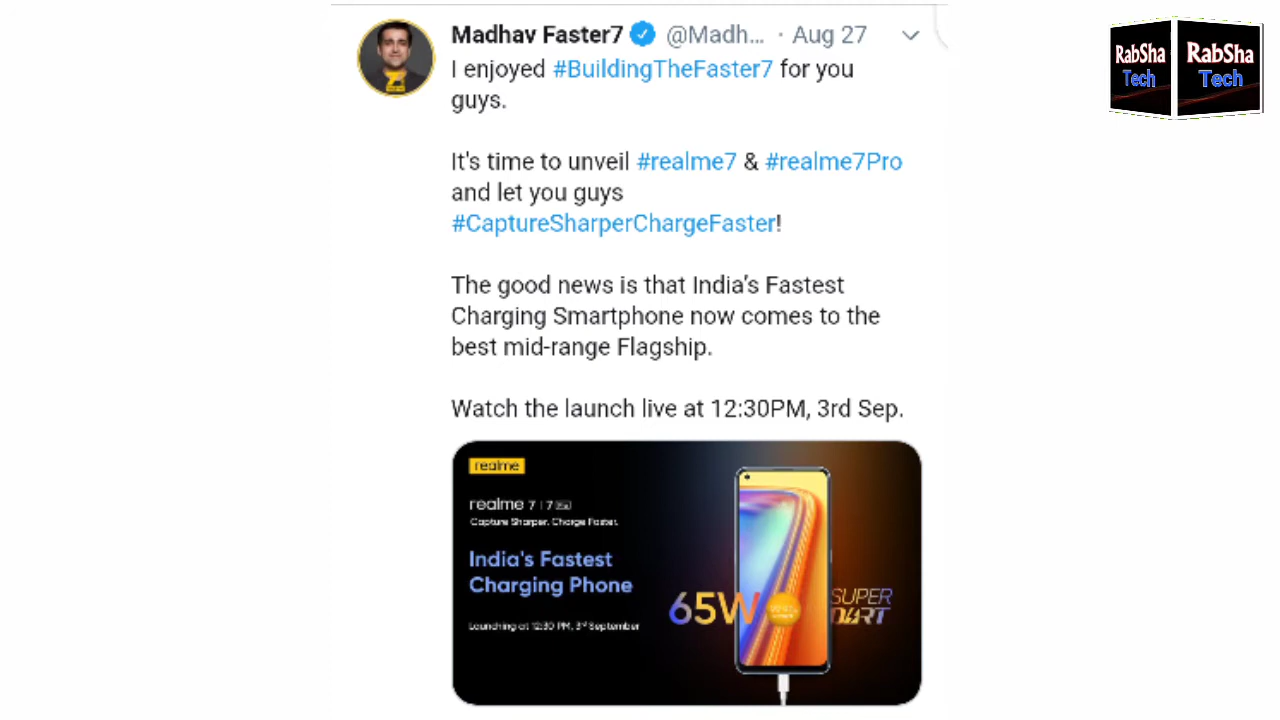 Madhav Faster7 @Madh... · Aug 27
I enjoyed #BuildingTheFaster7 for you
guys.
It's time to unveil #realme7 & #realme7Pro
and let you guys
#CaptureSharperChargeFaster!
The good news is that India's Fastest
Charging Smartphone now comes to the
best mid-range Flagship.
Watch the launch live at 12:30PM, 3rd Sep.
realme
realme 7 | 7 Pro
Capture Sharper. Charge Faster.
India's Fastest
Charging Phone
Launching at 12:30 PM, 3rd September
65W
SUPER
DART
RabSha
Tech
RabSha
Tech